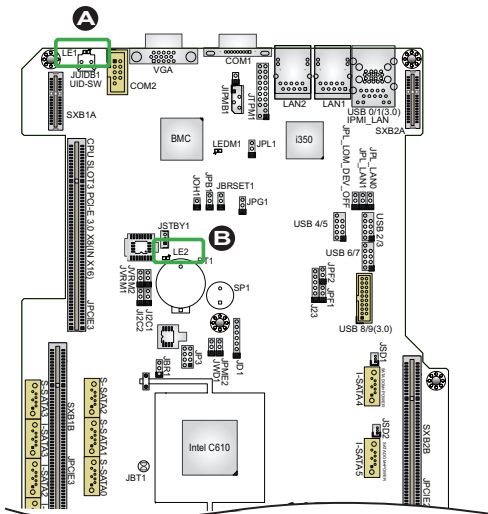 A
LE1
JUIDB1
UID-SW
COM2
VGA
COM1
JIPMB1
JTPM1
LAN2
LAN1
USB 0/1(3.0)
IPMI_LAN
SXB1A
SXB2A
BMC
LEDM1
JPL1
i350
JPL_LAN0
JPL_LAN1
JPL_LOM_DEV_OFF
CPU SLOT3 PCI-E 3.0 X8(IN X16)
JPCIE3
JOH1
JPB1
JBRSET1
JPG1
USB 4/5
USB 2/3
JSTBY1
B
LE2
BT1
USB 6/7
JVRM2
JVRM1
SP1
JPF2
JPF1
J23
JI2C1
JI2C2
USB 8/9(3.0)
JP3
JBR1
JPME2
JWD1
JD1
JSD1
I-SATA4
S-SATA3
S-SATA2
SXB1B
I-SATA3
S-SATA1
I-SATA2
S-SATA0
JPCIE3
Intel C610
JBT1
JSD2
I-SATA5
SXB2B
JPCIE2